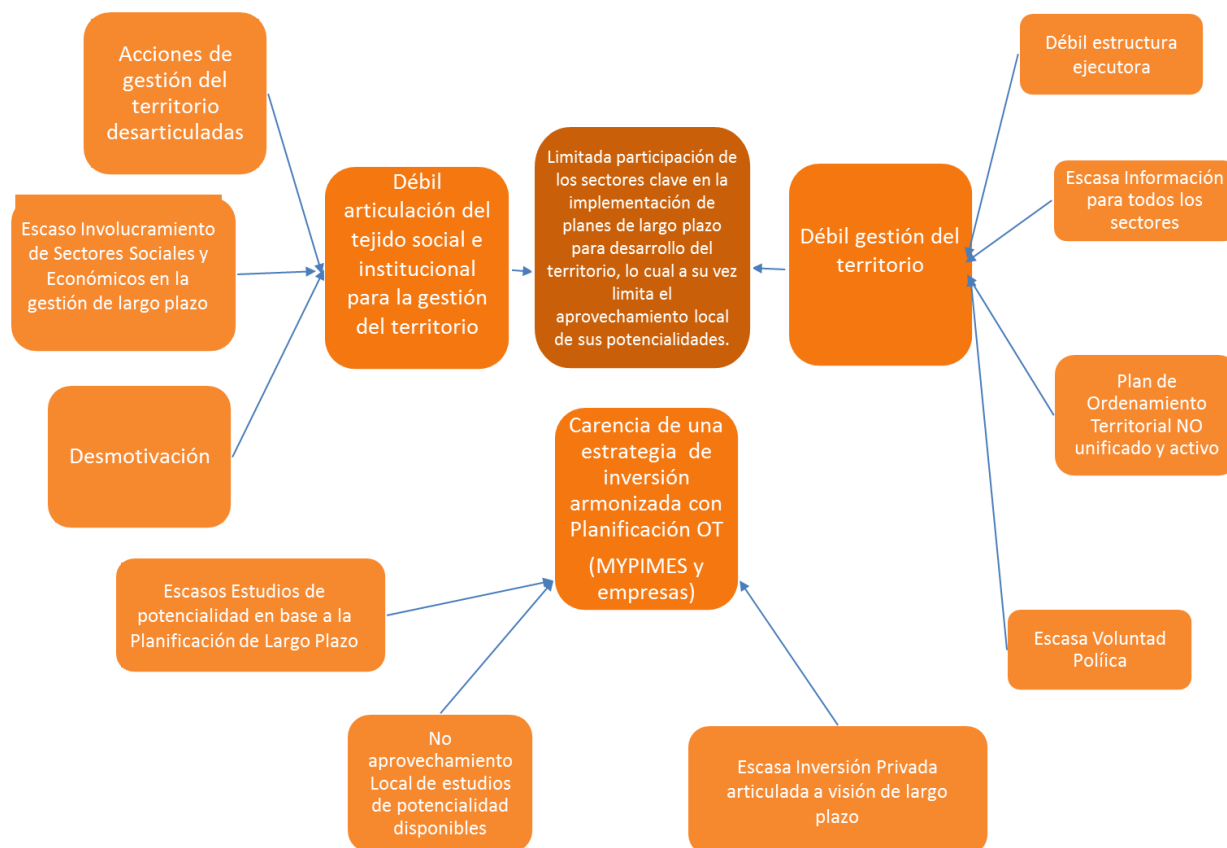 Acciones de
gestión del
territorio
desarticuladas
Escaso Involucramiento
de Sectores Sociales y
Económicos en la
gestión de largo plazo
Desmotivación
Débil
articulación del
tejido social e
institucional
para la gestión
del territorio
Limitada participación de
los sectores clave en la
implementación de
planes de largo plazo
para desarrollo del
territorio, lo cual a su vez
limita el
aprovechamiento local
de sus potencialidades.
Débil gestión del
territorio
Débil estructura
ejecutora
Escasa Información
para todos los
sectores
Plan de
Ordenamiento
Territorial NO
unificado y activo
Escasa Voluntad
Políica
Carencia de una
estrategia de
inversión
armonizada con
Planificación OT
(MYPIMES y
empresas)
Escasos Estudios de
potencialidad en base a la
Planificación de Largo Plazo
No
aprovechamiento
Local de estudios
de potencialidad
disponibles
Escasa Inversión Privada
articulada a visión de largo
plazo